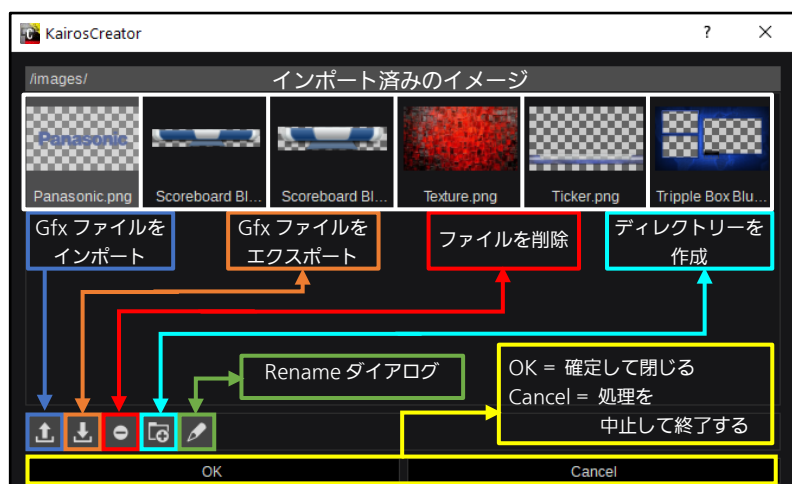 KairosCreator
?
/images/
インポート済みのイメージ
Panasonic
Panasonic.png
Scoreboard Bl...
Scoreboard Bl...
Texture.png
Ticker.png
Tripple Box Blu...
Gfx ファイルを
インポート
Gfx ファイルを
エクスポート
ファイルを削除
ディレクトリーを
作成
Rename ダイアログ
OK = 確定して閉じる
Cancel = 処理を
中止して終了する
OK
Cancel